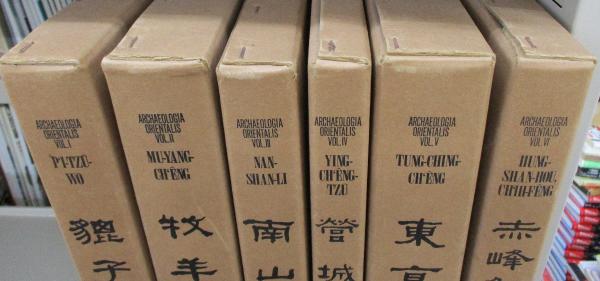 ARCHAEOLOGIA
ORIENTALIS
VOL. I
P'I-TZŬ-
WO
貔
子
ARCHAEOLOGIA
ORIENTALIS
VOL. II
MU-YANG-
CH'ÊNG
牧
羊
ARCHAEOLOGIA
ORIENTALIS
VOL. III
NAN-
SHAN-LI
南
山
ARCHAEOLOGIA
ORIENTALIS
VOL. IV
YING-
CH'ÊNG-
TZŬ
營
城
ARCHAEOLOGIA
ORIENTALIS
VOL. V
TUNG-CHING-
CH'ÊNG
東
ARCHAEOLOGIA
ORIENTALIS
VOL. VI
HUNG-
SHAN-HOU,
CH'IH-FÊNG
赤
峰